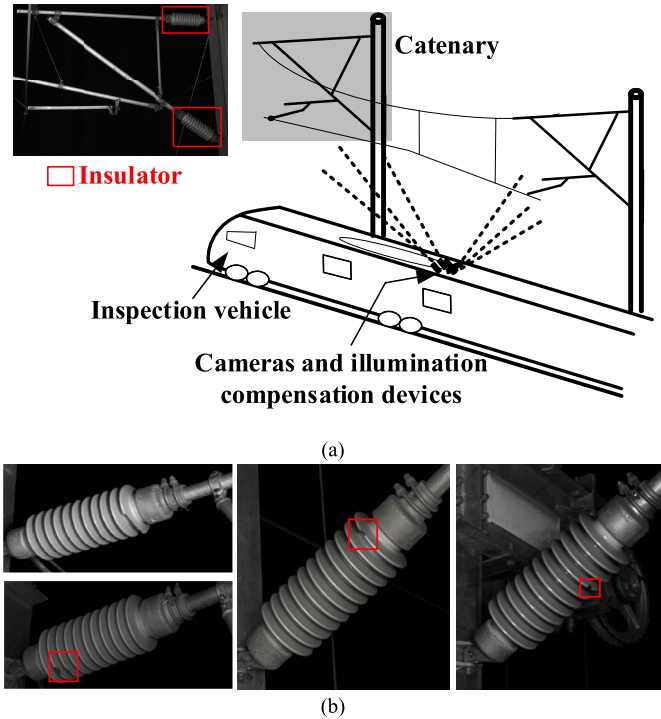 Catenary
Insulator
Inspection vehicle
Cameras and illumination
compensation devices
(a)
(b)